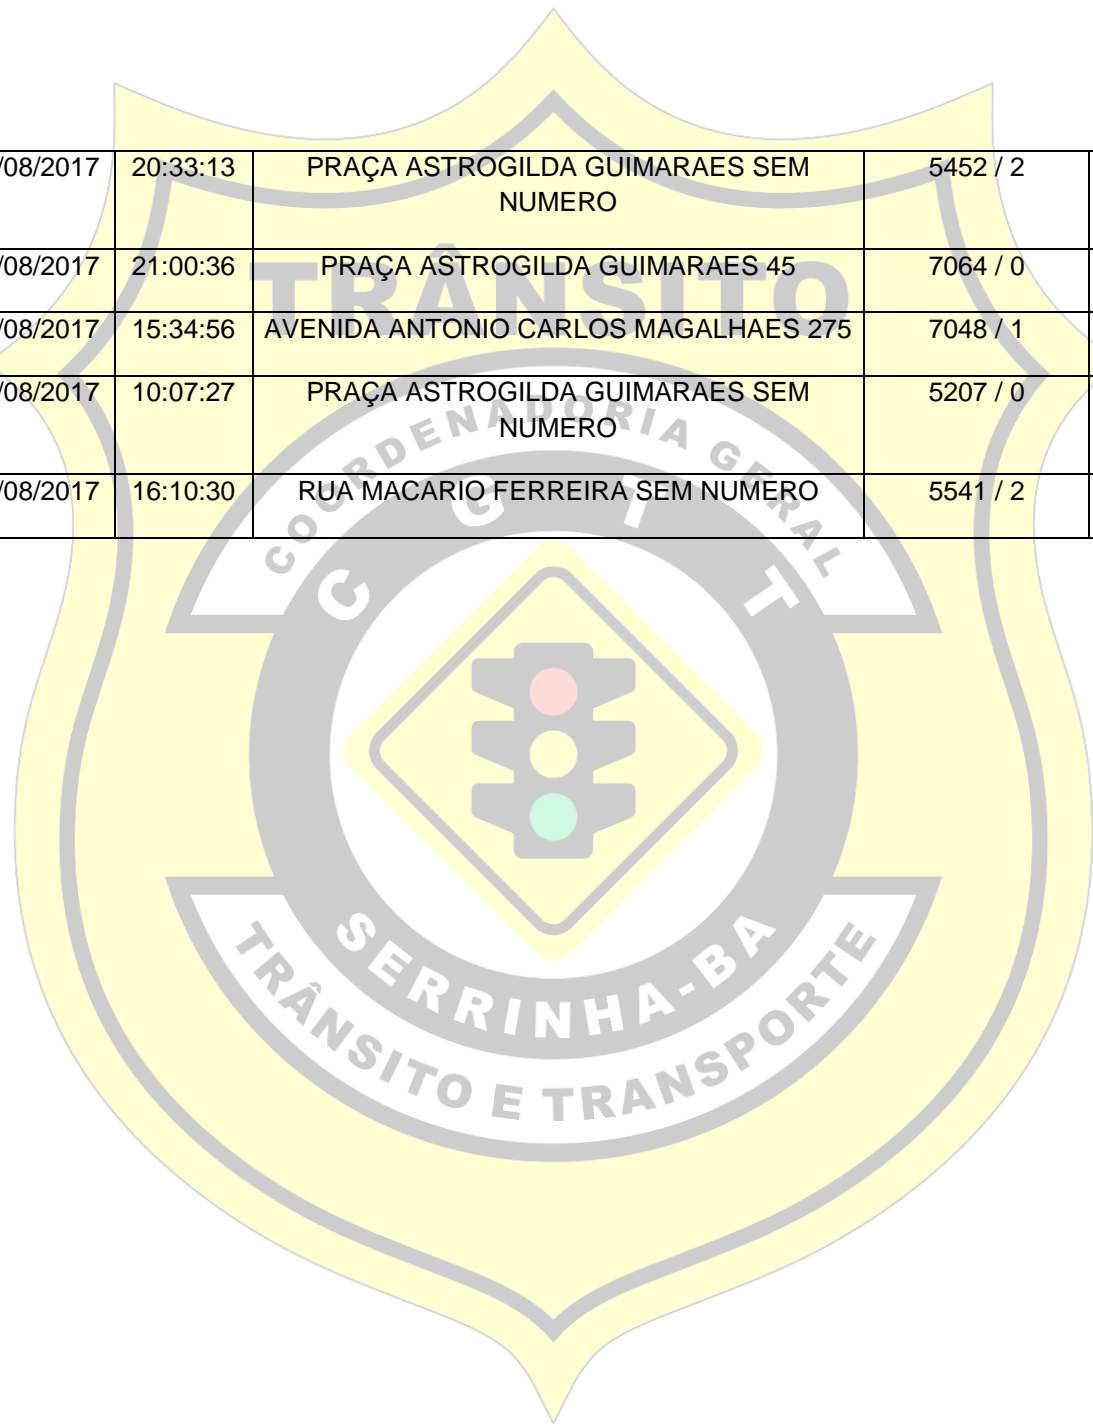 /08/2017 20:33:13 PRAÇA ASTROGILDA GUIMARAES SEM 5452 / 2
NUMERO
/08/2017 21:00:36 PRAÇA ASTROGILDA GUIMARAES 45 7064 / 0
TRÂNSITO
/08/2017 15:34:56 AVENIDA ANTONIO CARLOS MAGALHAES 275 7048 / 1
/08/2017 10:07:27 PRAÇA ASTROGILDA GUIMARAES SEM 5207 / 0
NUMERO
COORDENADORIA GERAL
/08/2017 16:10:30 RUA MACARIO FERREIRA SEM NUMERO 5541 / 2
C G T T
SERRINHA-BA
TRÂNSITO E TRANSPORTE